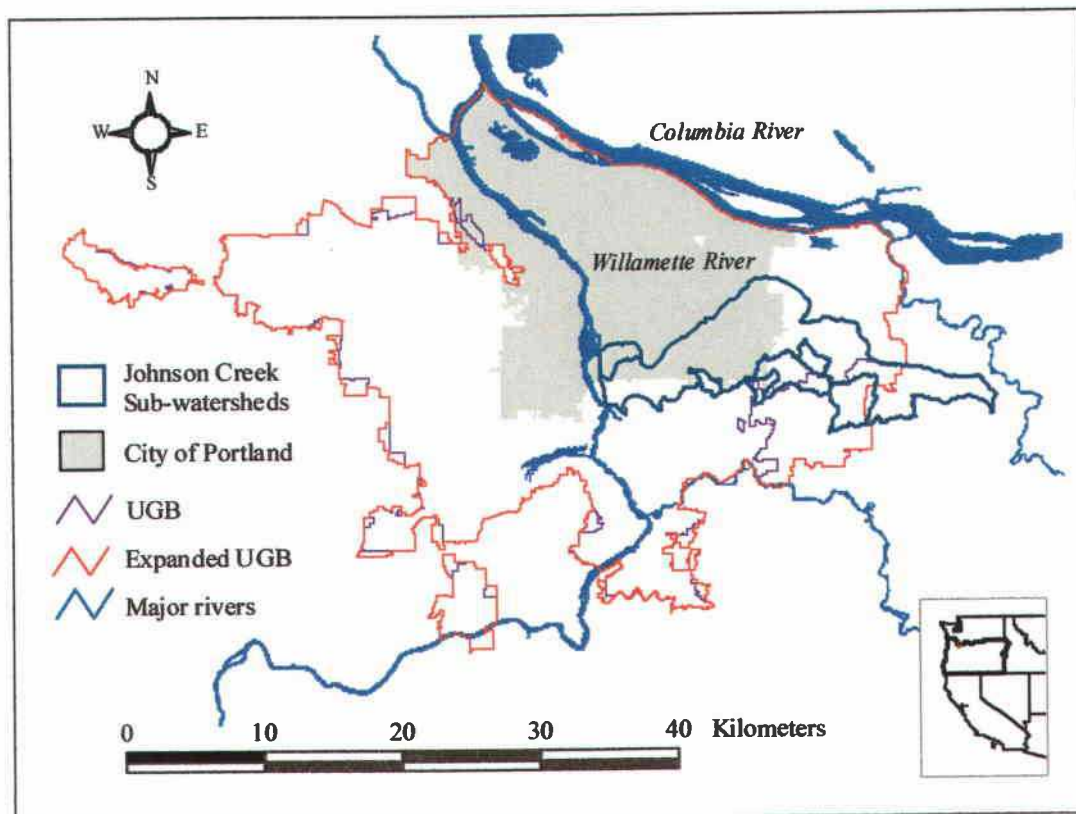 N
W E
S
Columbia River
Willamette River
Johnson Creek
Sub-watersheds
City of Portland
UGB
Expanded UGB
Major rivers
0 10 20 30 40 Kilometers